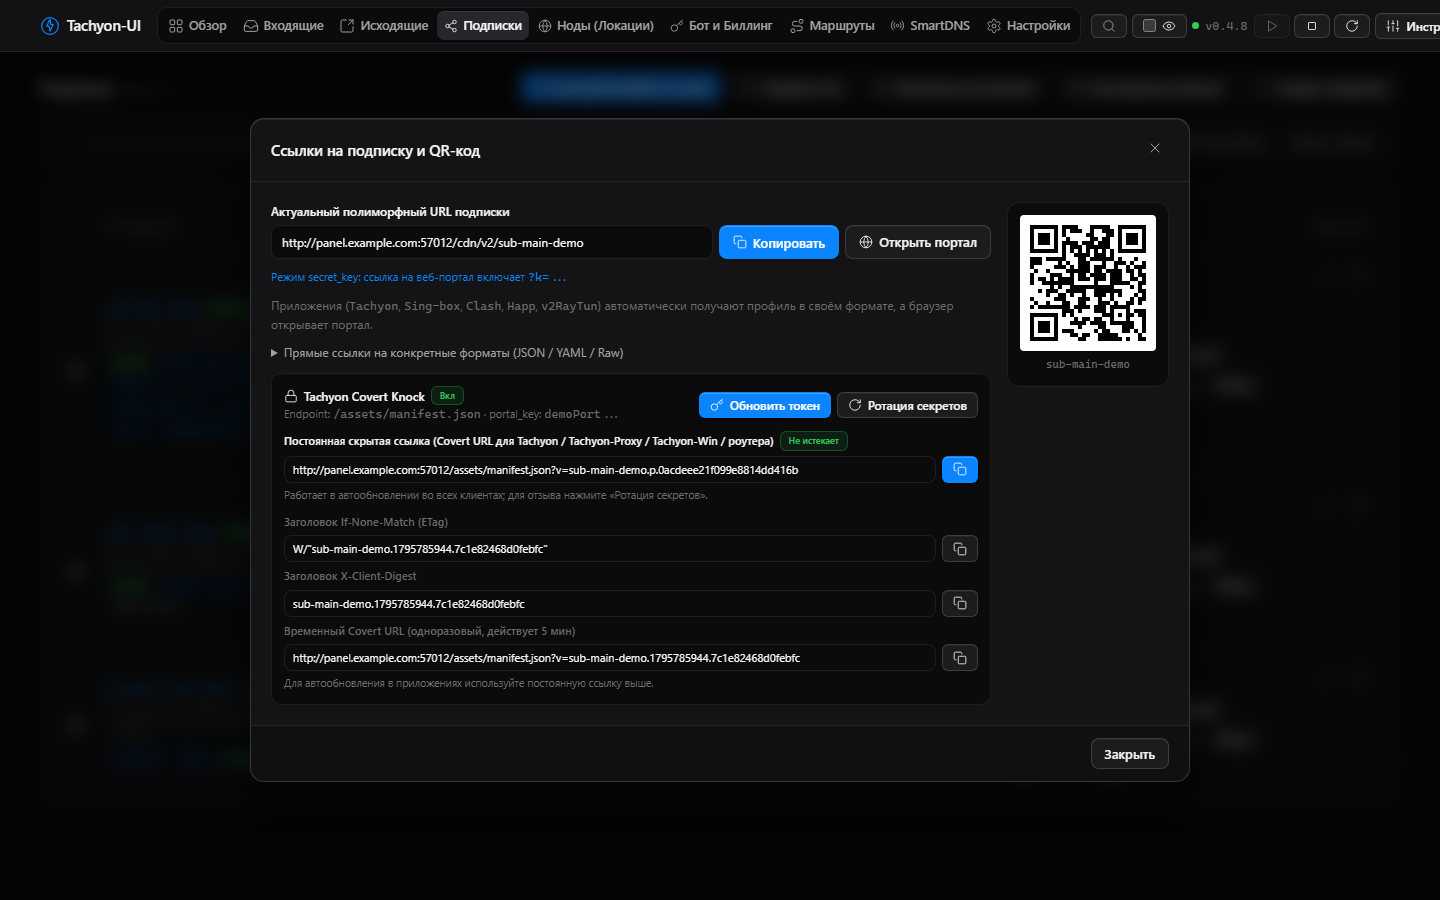 Tachyon-UI
Обзор
Входящие
Исходящие
Подписки
Ноды (Локации)
Бот и Биллинг
Маршруты
SmartDNS
Настройки
v0.4.8
Инстр
Ссылки на подписку и QR-код
Актуальный полиморфный URL подписки
http://panel.example.com:57012/cdn/v2/sub-main-demo
Копировать
Открыть портал
Режим secret_key: ссылка на веб-портал включает ?k= ...
Приложения (Tachyon, Sing-box, Clash, Happ, v2RayTun) автоматически получают профиль в своём формате, а браузер
открывает портал.
Прямые ссылки на конкретные форматы (JSON / YAML / Raw)
sub-main-demo
Tachyon Covert Knock
Вкл
Endpoint: /assets/manifest.json · portal_key: demoPort ...
Обновить токен
Ротация секретов
Постоянная скрытая ссылка (Covert URL для Tachyon / Tachyon-Proxy / Tachyon-Win / роутера)
Не истекает
http://panel.example.com:57012/assets/manifest.json?v=sub-main-demo.p.0acdeee21f099e8814dd416b
Работает в автообновлении во всех клиентах; для отзыва нажмите «Ротация секретов».
Заголовок If-None-Match (ETag)
W/"sub-main-demo.1795785944.7c1e82468d0febfc"
Заголовок X-Client-Digest
sub-main-demo.1795785944.7c1e82468d0febfc
Временный Covert URL (одноразовый, действует 5 мин)
http://panel.example.com:57012/assets/manifest.json?v=sub-main-demo.1795785944.7c1e82468d0febfc
Для автообновления в приложениях используйте постоянную ссылку выше.
Закрыть